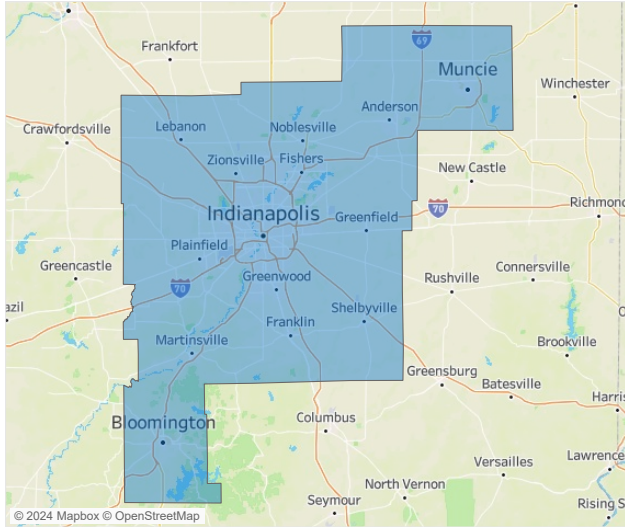 Frankfort
69
Muncie
Winchester
Anderson
Crawfordsville
Lebanon
Noblesville
Zionsville
Fishers
New Castle
70
Richmond
Indianapolis
Greenfield
Plainfield
Greencastle
Connersville
Greenwood
Rushville
70
azil
Shelbyville
Franklin
Martinsville
Brookville
Greensburg
Batesville
Harris
Bloomington
Columbus
Lawrence
Versailles
North Vernon
Seymour
Rising S
© 2024 Mapbox © OpenStreetMap